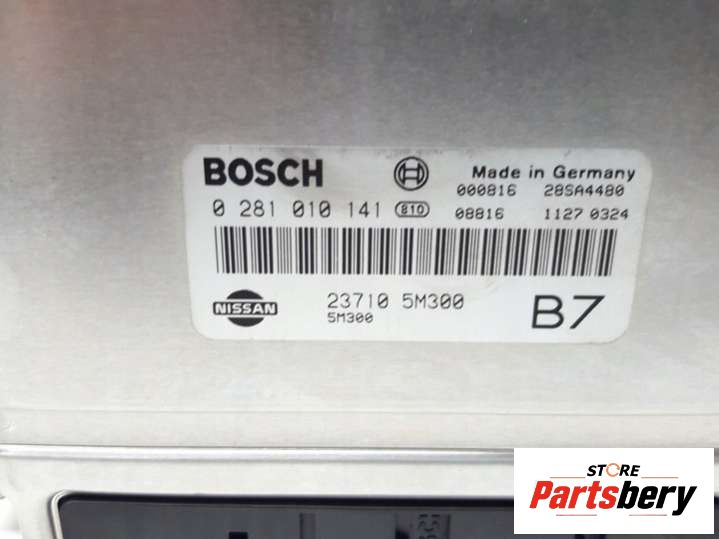 BOSCH Made in Germany
000816 28SA4480
0 281 010 141 810 08816 1127 0324
NISSAN 23710 5M300 B7
5M300
STORE
Partsbery